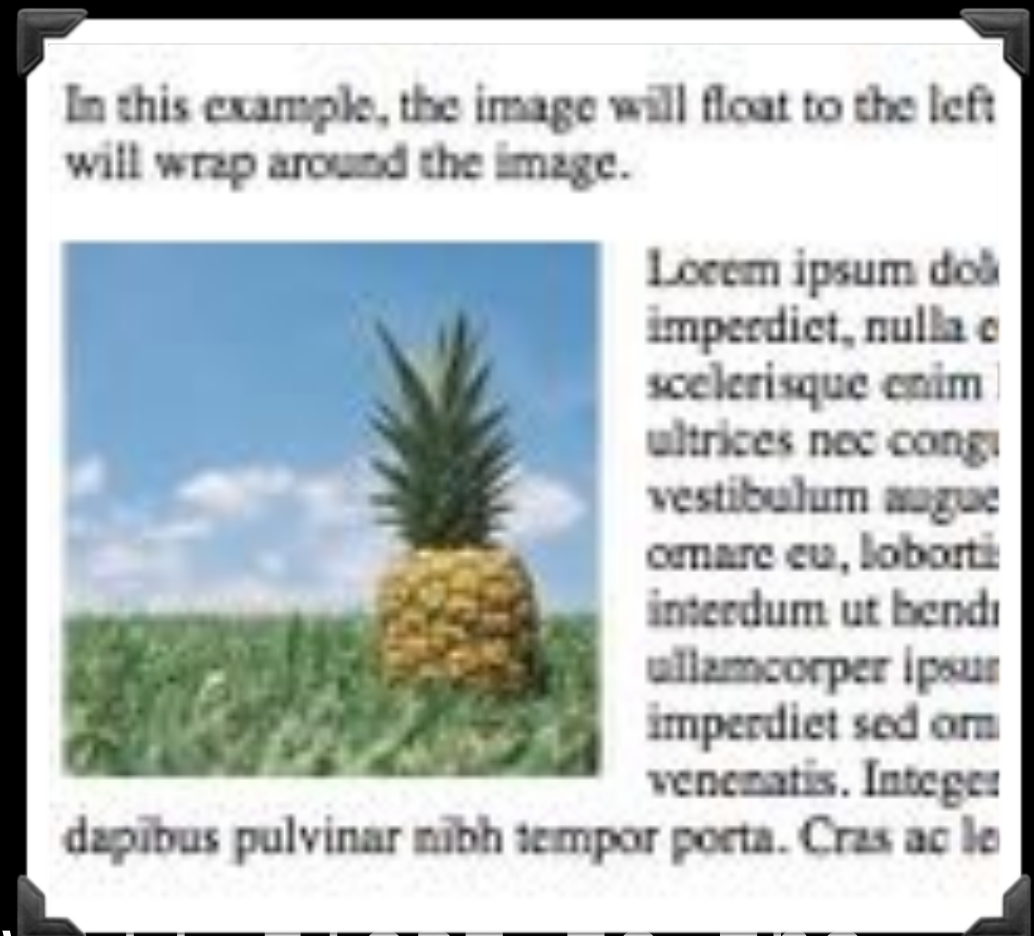 In this example, the image will float to the left
will wrap around the image.
Lorem ipsum
imperdiet, nulla
scelerisque enim
ultrices nec
vestibulum augue
ornare eu,
interdum ut
ullamcorper
imperdiet sed
venenatis. Integer
dapibus pulvinar nibh tempor porta. Cras ac